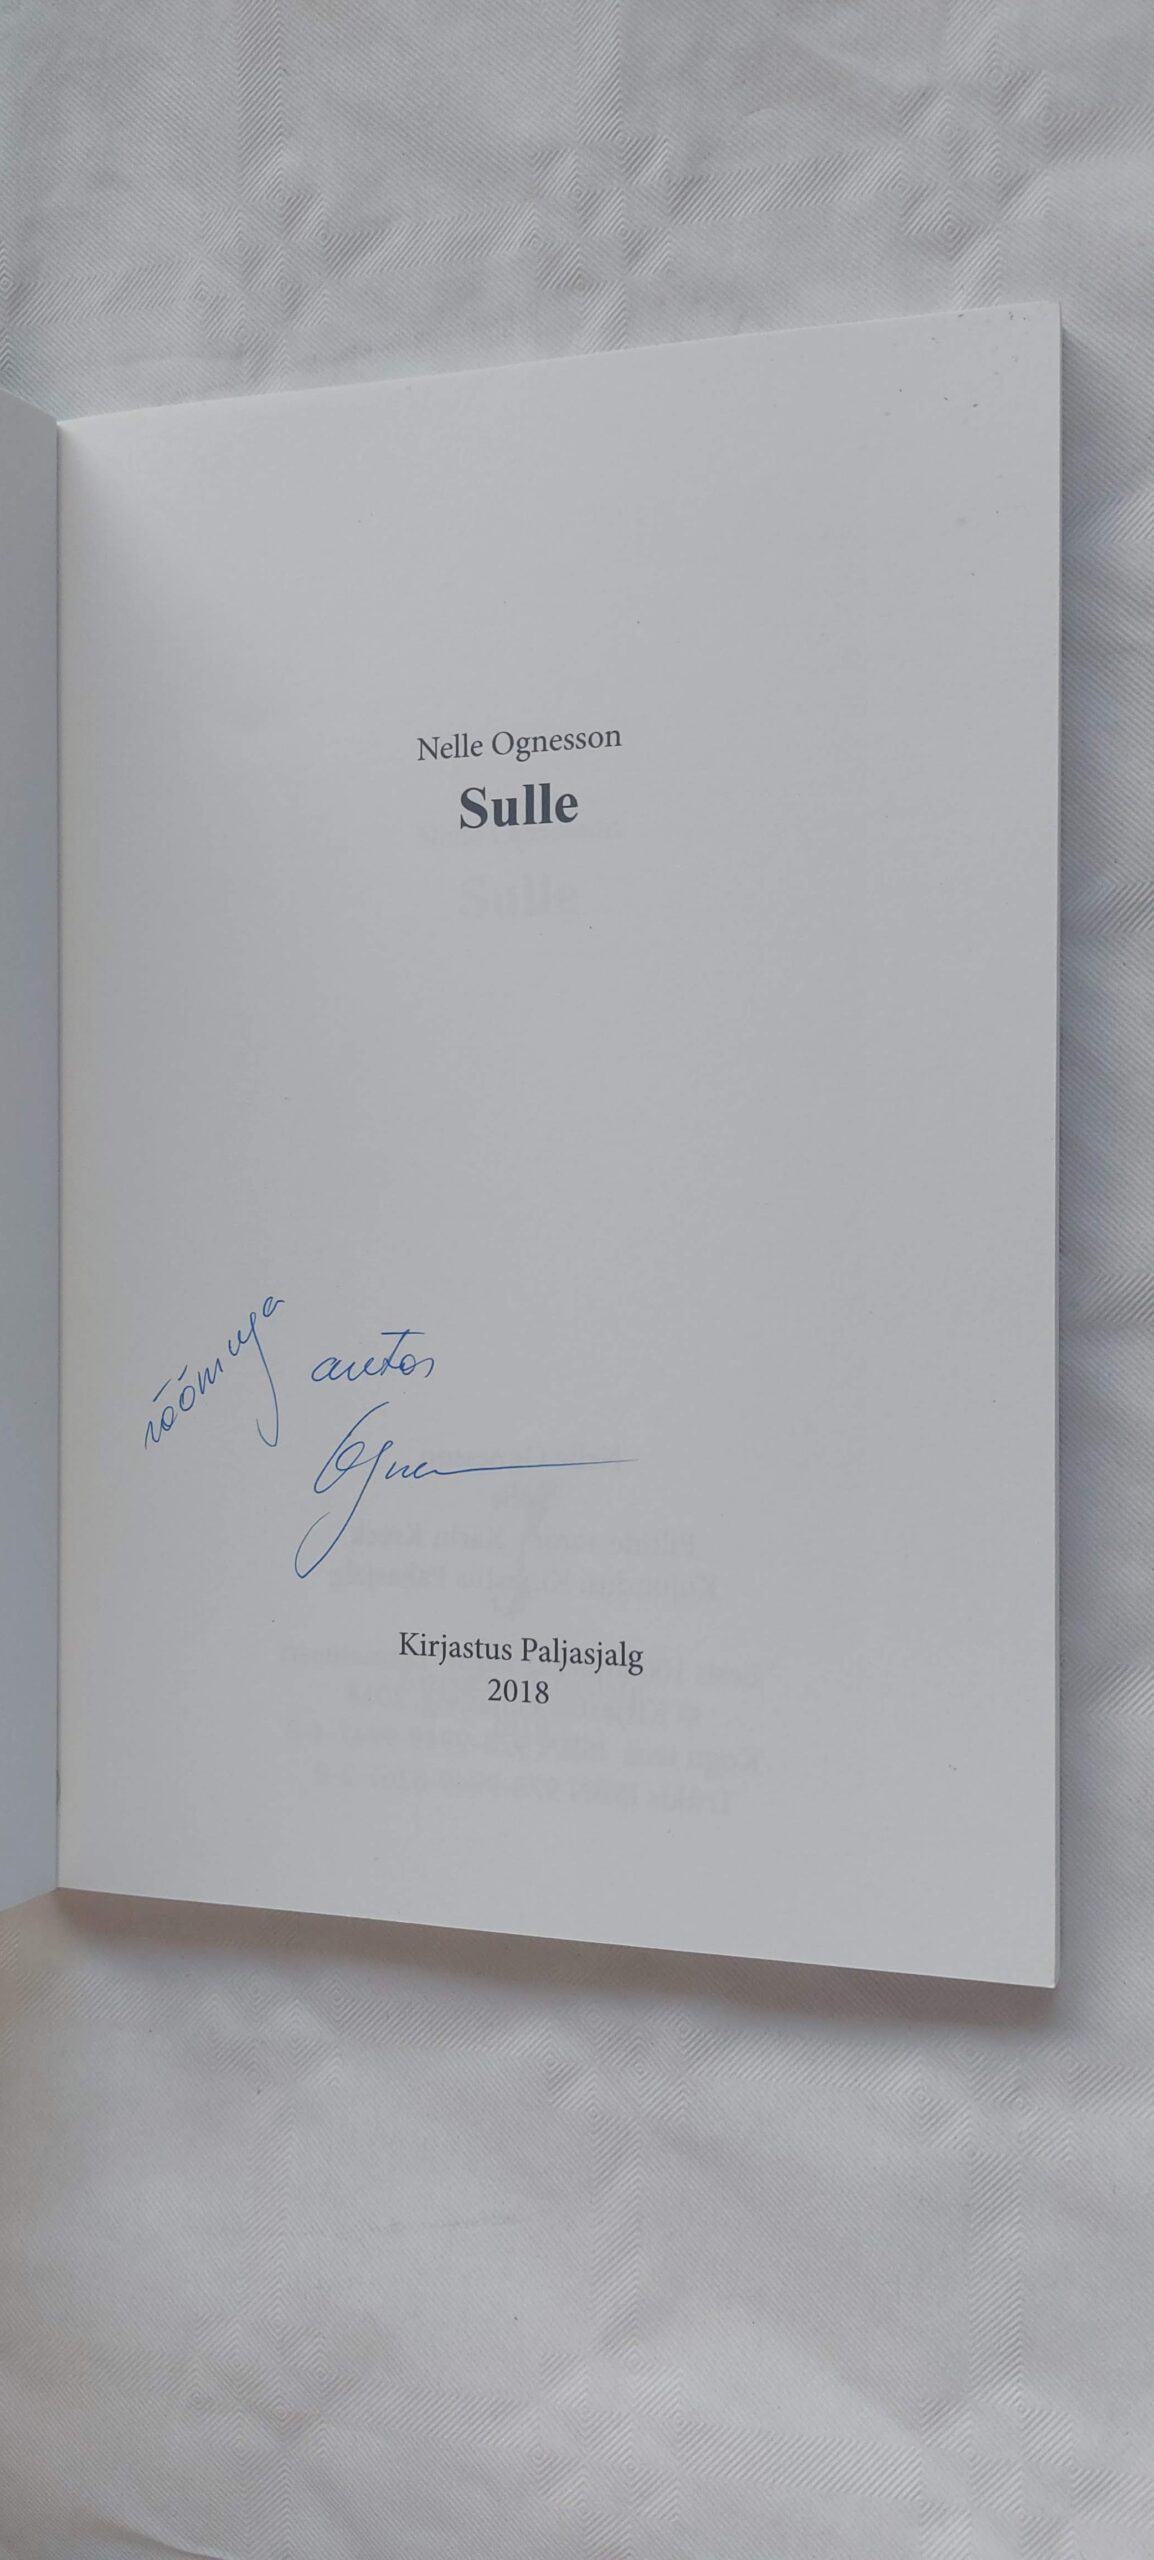 Nelle Ognesson
Sulle
rõõmuga
autor
Kirjastus Paljasjalg
2018